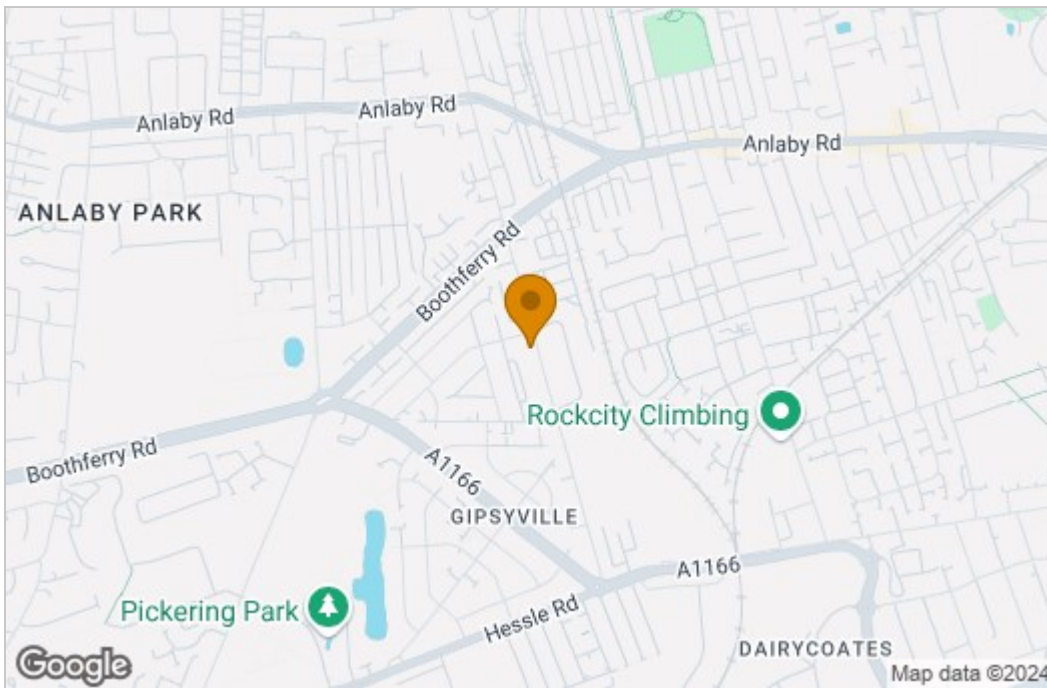 Anlaby Rd
Anlaby Rd
Anlaby Rd
ANLABY PARK
Boothferry Rd
Rockcity Climbing
Boothferry Rd
A1166
GIPSYVILLE
A1166
Pickering Park
Hessle Rd
DAIRYCOATES
Google
Map data ©2024